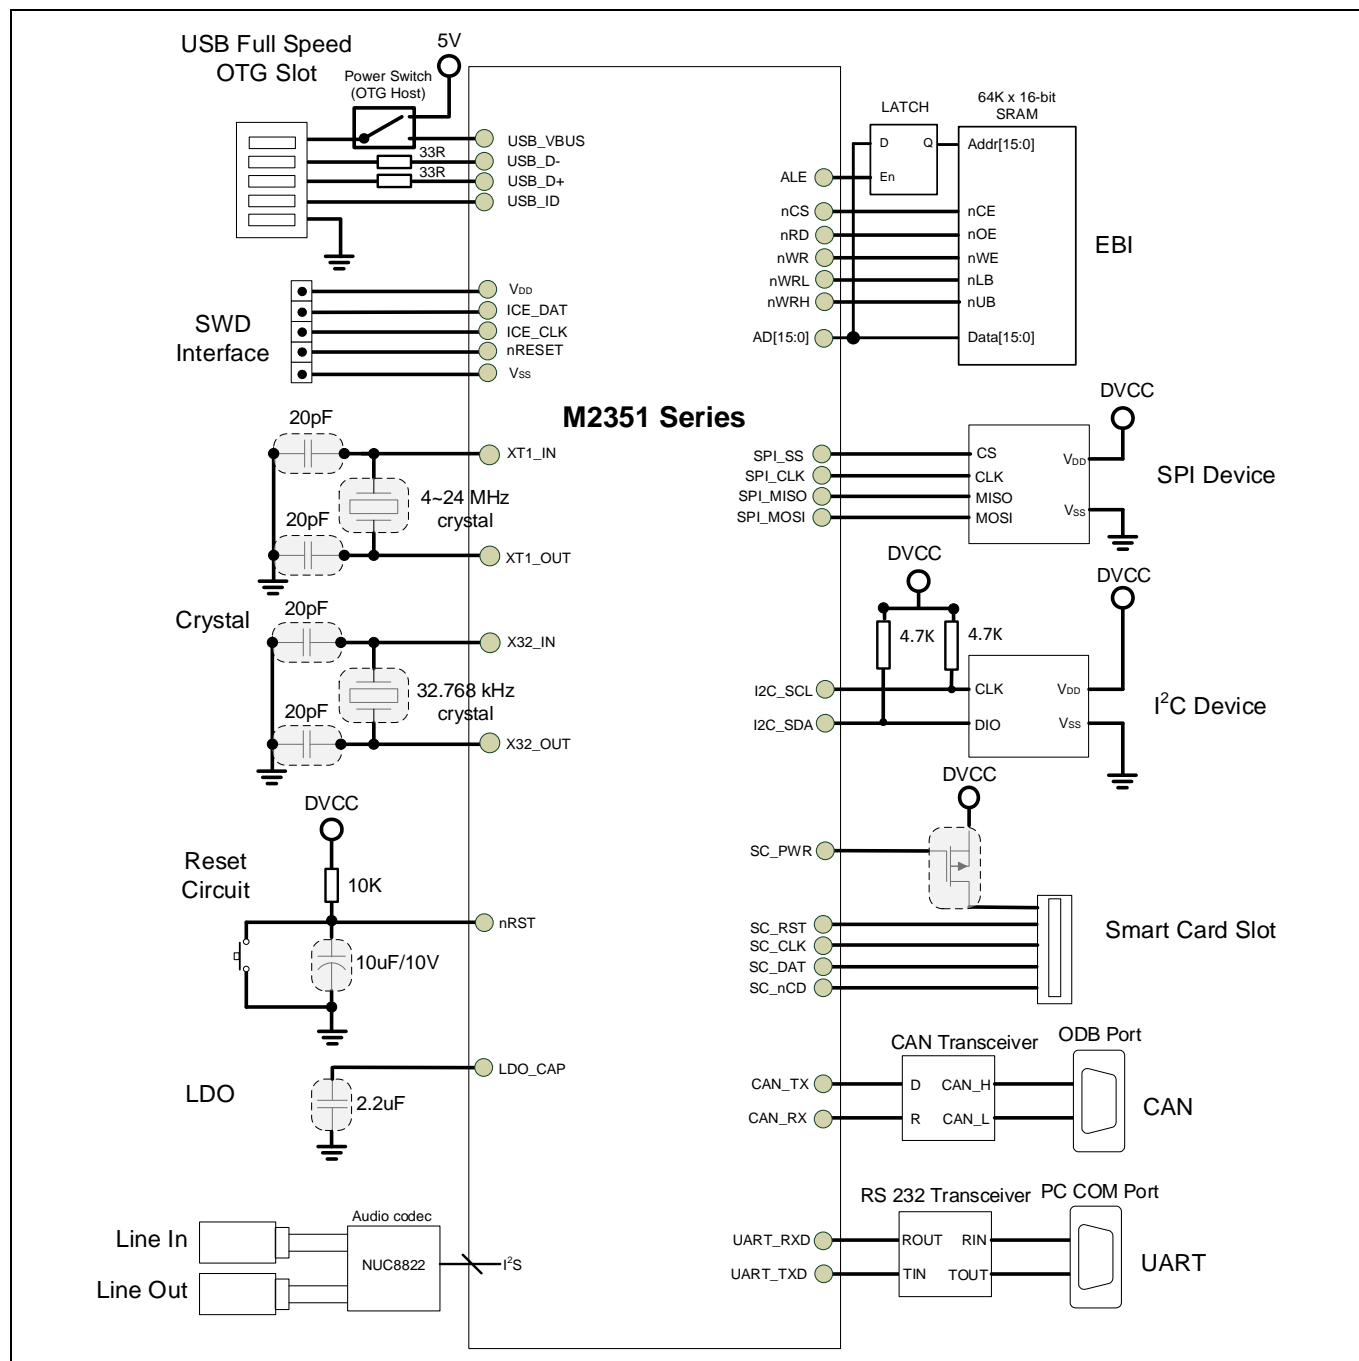 USB Full Speed
OTG Slot
5V
Power Switch
(OTG Host)
33R
33R
USB_VBUS
USB_D-
USB_D+
USB_ID
SWD
Interface
VDD
ICE_DAT
ICE_CLK
nRESET
VSS
M2351 Series
20pF
XT1_IN
4~24 MHz
crystal
20pF
XT1_OUT
Crystal
20pF
X32_IN
32.768 kHz
crystal
20pF
X32_OUT
DVCC
Reset
Circuit
10K
nRST
10uF/10V
LDO
LDO_CAP
2.2uF
Line In
Line Out
Audio codec
NUC8822
I2S
LATCH
D
Q
En
64K x 16-bit
SRAM
Addr[15:0]
ALE
nCS
nCE
nRD
nOE
nWR
nWE
nWRL
nLB
nWRH
nUB
AD[15:0]
Data[15:0]
EBI
DVCC
SPI_SS
CS
SPI_CLK
CLK
SPI_MISO
MISO
SPI_MOSI
MOSI
VDD
VSS
SPI Device
DVCC
4.7K
4.7K
DVCC
I2C_SCL
CLK
I2C_SDA
DIO
VDD
VSS
I2C Device
DVCC
SC_PWR
SC_RST
SC_CLK
SC_DAT
SC_nCD
Smart Card Slot
CAN Transceiver
ODB Port
CAN_TX
D
CAN_H
CAN_RX
R
CAN_L
CAN
RS 232 Transceiver
PC COM Port
UART_RXD
ROUT
RIN
UART_TXD
TIN
TOUT
UART